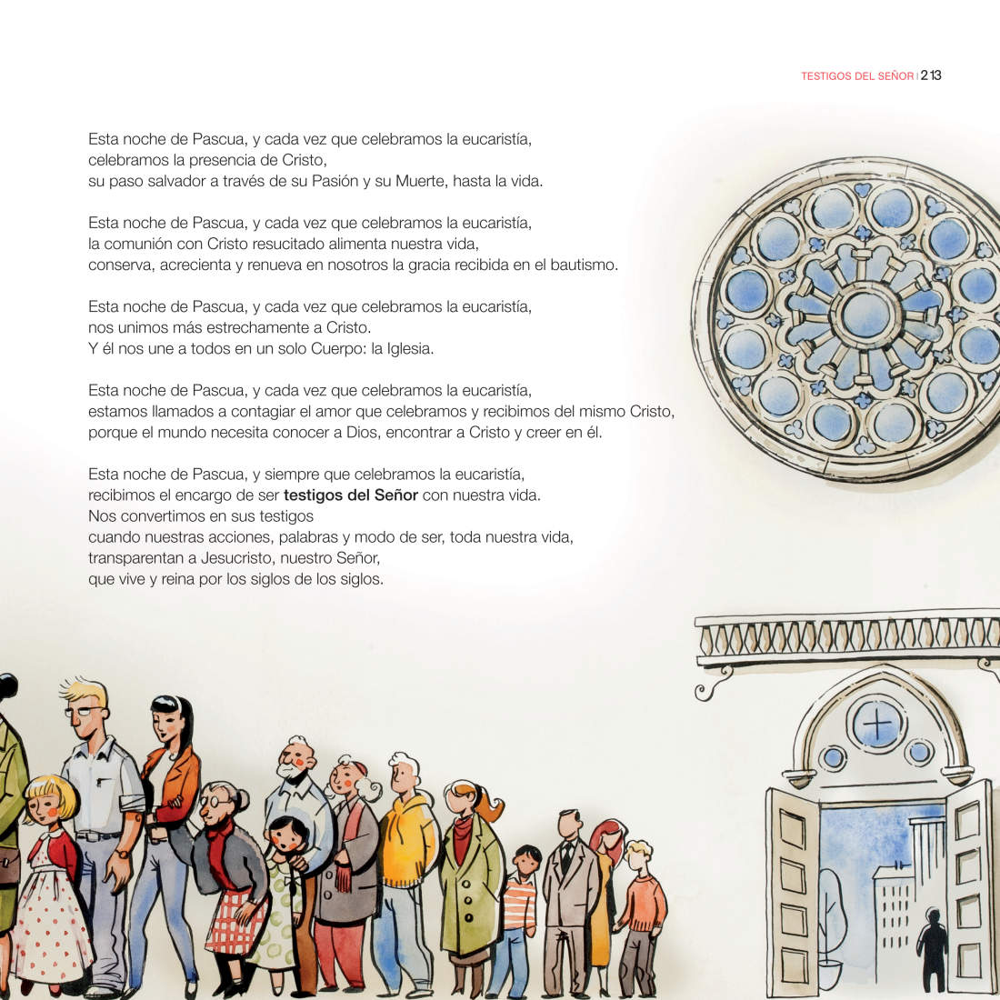 TESTIGOS DEL SEÑOR | 213
Esta noche de Pascua, y cada vez que celebramos la eucaristía,
celebramos la presencia de Cristo,
su paso salvador a través de su Pasión y su Muerte, hasta la vida.
Esta noche de Pascua, y cada vez que celebramos la eucaristía,
la comunión con Cristo resucitado alimenta nuestra vida,
conserva, acrecienta y renueva en nosotros la gracia recibida en el bautismo.
Esta noche de Pascua, y cada vez que celebramos la eucaristía,
nos unimos más estrechamente a Cristo.
Y él nos une a todos en un solo Cuerpo: la Iglesia.
Esta noche de Pascua, y cada vez que celebramos la eucaristía,
estamos llamados a contagiar el amor que celebramos y recibimos del mismo Cristo,
porque el mundo necesita conocer a Dios, encontrar a Cristo y creer en él.
Esta noche de Pascua, y siempre que celebramos la eucaristía,
recibimos el encargo de ser testigos del Señor con nuestra vida.
Nos convertimos en sus testigos
cuando nuestras acciones, palabras y modo de ser, toda nuestra vida,
transparentan a Jesucristo, nuestro Señor,
que vive y reina por los siglos de los siglos.